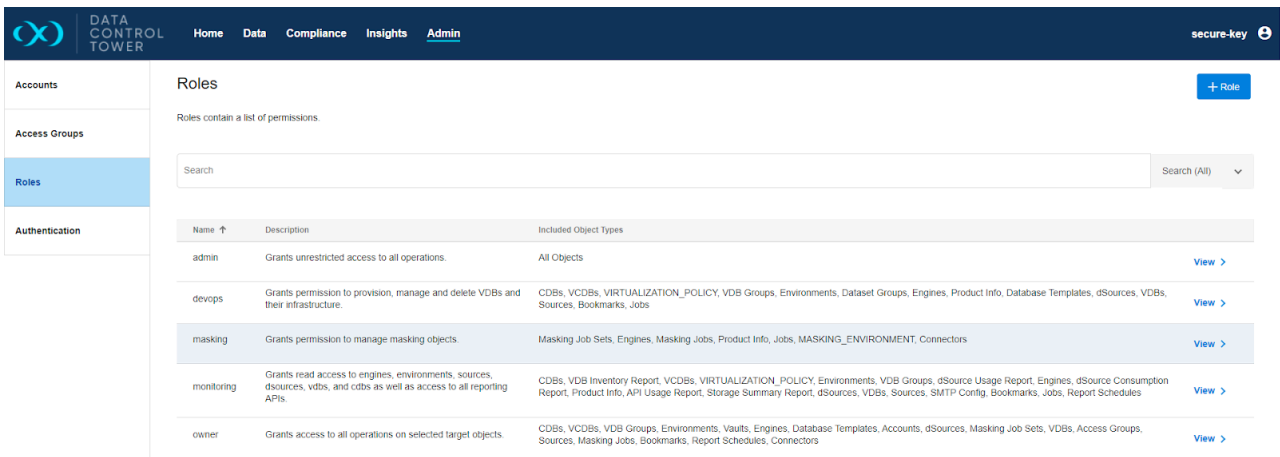 DATA
CONTROL
TOWER
Home Data Compliance Insights Admin
secure-key
Accounts
Access Groups
Roles
Authentication
Roles
+ Role
Roles contain a list of permissions.
Search
Search (All)
Name ↑ Description Included Object Types
admin Grants unrestricted access to all operations. All Objects View >
devops Grants permission to provision, manage and delete VDBs and
their infrastructure.
CDBs, VCDBs, VIRTUALIZATION_POLICY, VDB Groups, Environments, Dataset Groups, Engines, Product Info, Database Templates, dSources, VDBs,
Sources, Bookmarks, Jobs
View >
masking Grants permission to manage masking objects. Masking Job Sets, Engines, Masking Jobs, Product Info, Jobs, MASKING_ENVIRONMENT, Connectors View >
monitoring
Grants read access to engines, environments, sources,
dsources, vdbs, and cdbs as well as access to all reporting
APIs.
CDBs, VDB Inventory Report, VCDBs, VIRTUALIZATION_POLICY, Environments, VDB Groups, dSource Usage Report, Engines, dSource Consumption
Report, Product Info, API Usage Report, Storage Summary Report, dSources, VDBs, Sources, SMTP Config, Bookmarks, Jobs, Report Schedules
View >
owner Grants access to all operations on selected target objects.
CDBs, VCDBs, VDB Groups, Environments, Vaults, Engines, Database Templates, Accounts, dSources, Masking Job Sets, VDBs, Access Groups,
Sources, Masking Jobs, Bookmarks, Report Schedules, Connectors
View >